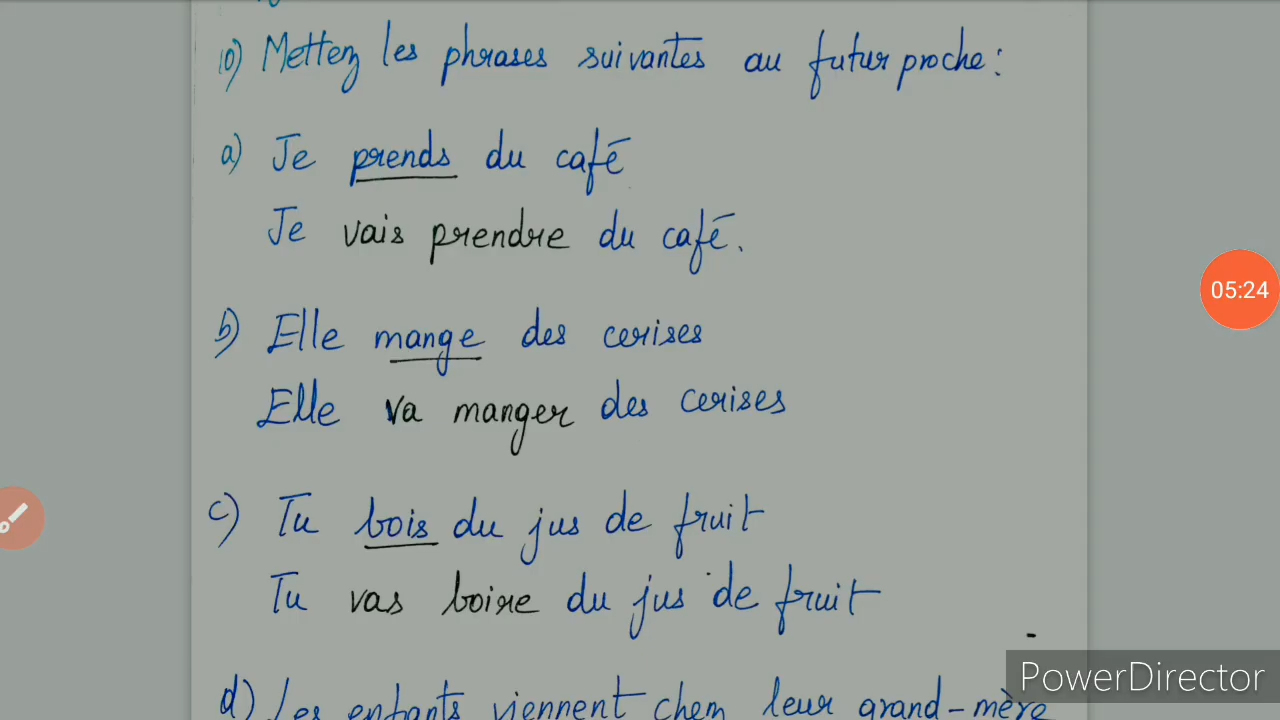 10) Mettez les phrases suivantes au futur proche :
a) Je prends du café
Je vais prendre du café.
b) Elle mange des cerises
Elle va manger des cerises
05:24
c) Tu bois du jus de fruit
Tu vas boire du jus de fruit
PowerDirector
d) Les enfants viennent chez leur grand-mère